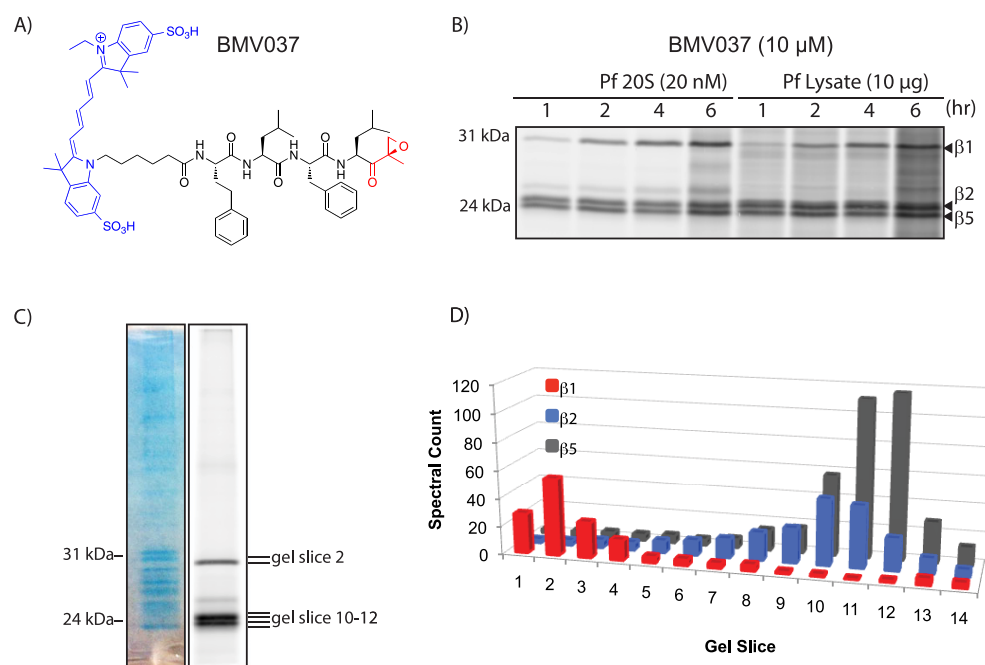 A)
BMV037
SO₃H
N
+
N
SO₃H
O
H
N
O
N
H
O
H
N
O
N
H
O
O
B)
BMV037 (10 µM)
Pf 20S (20 nM) Pf Lysate (10 µg)
1 2 4 6 1 2 4 6 (hr)
31 kDa
β1
β2
24 kDa
β5
C)
31 kDa
gel slice 2
24 kDa
gel slice 10-12
D)
120
100
80
60
40
20
0
Spectral Count
β1
β2
β5
1 2 3 4 5 6 7 8 9 10 11 12 13 14
Gel Slice